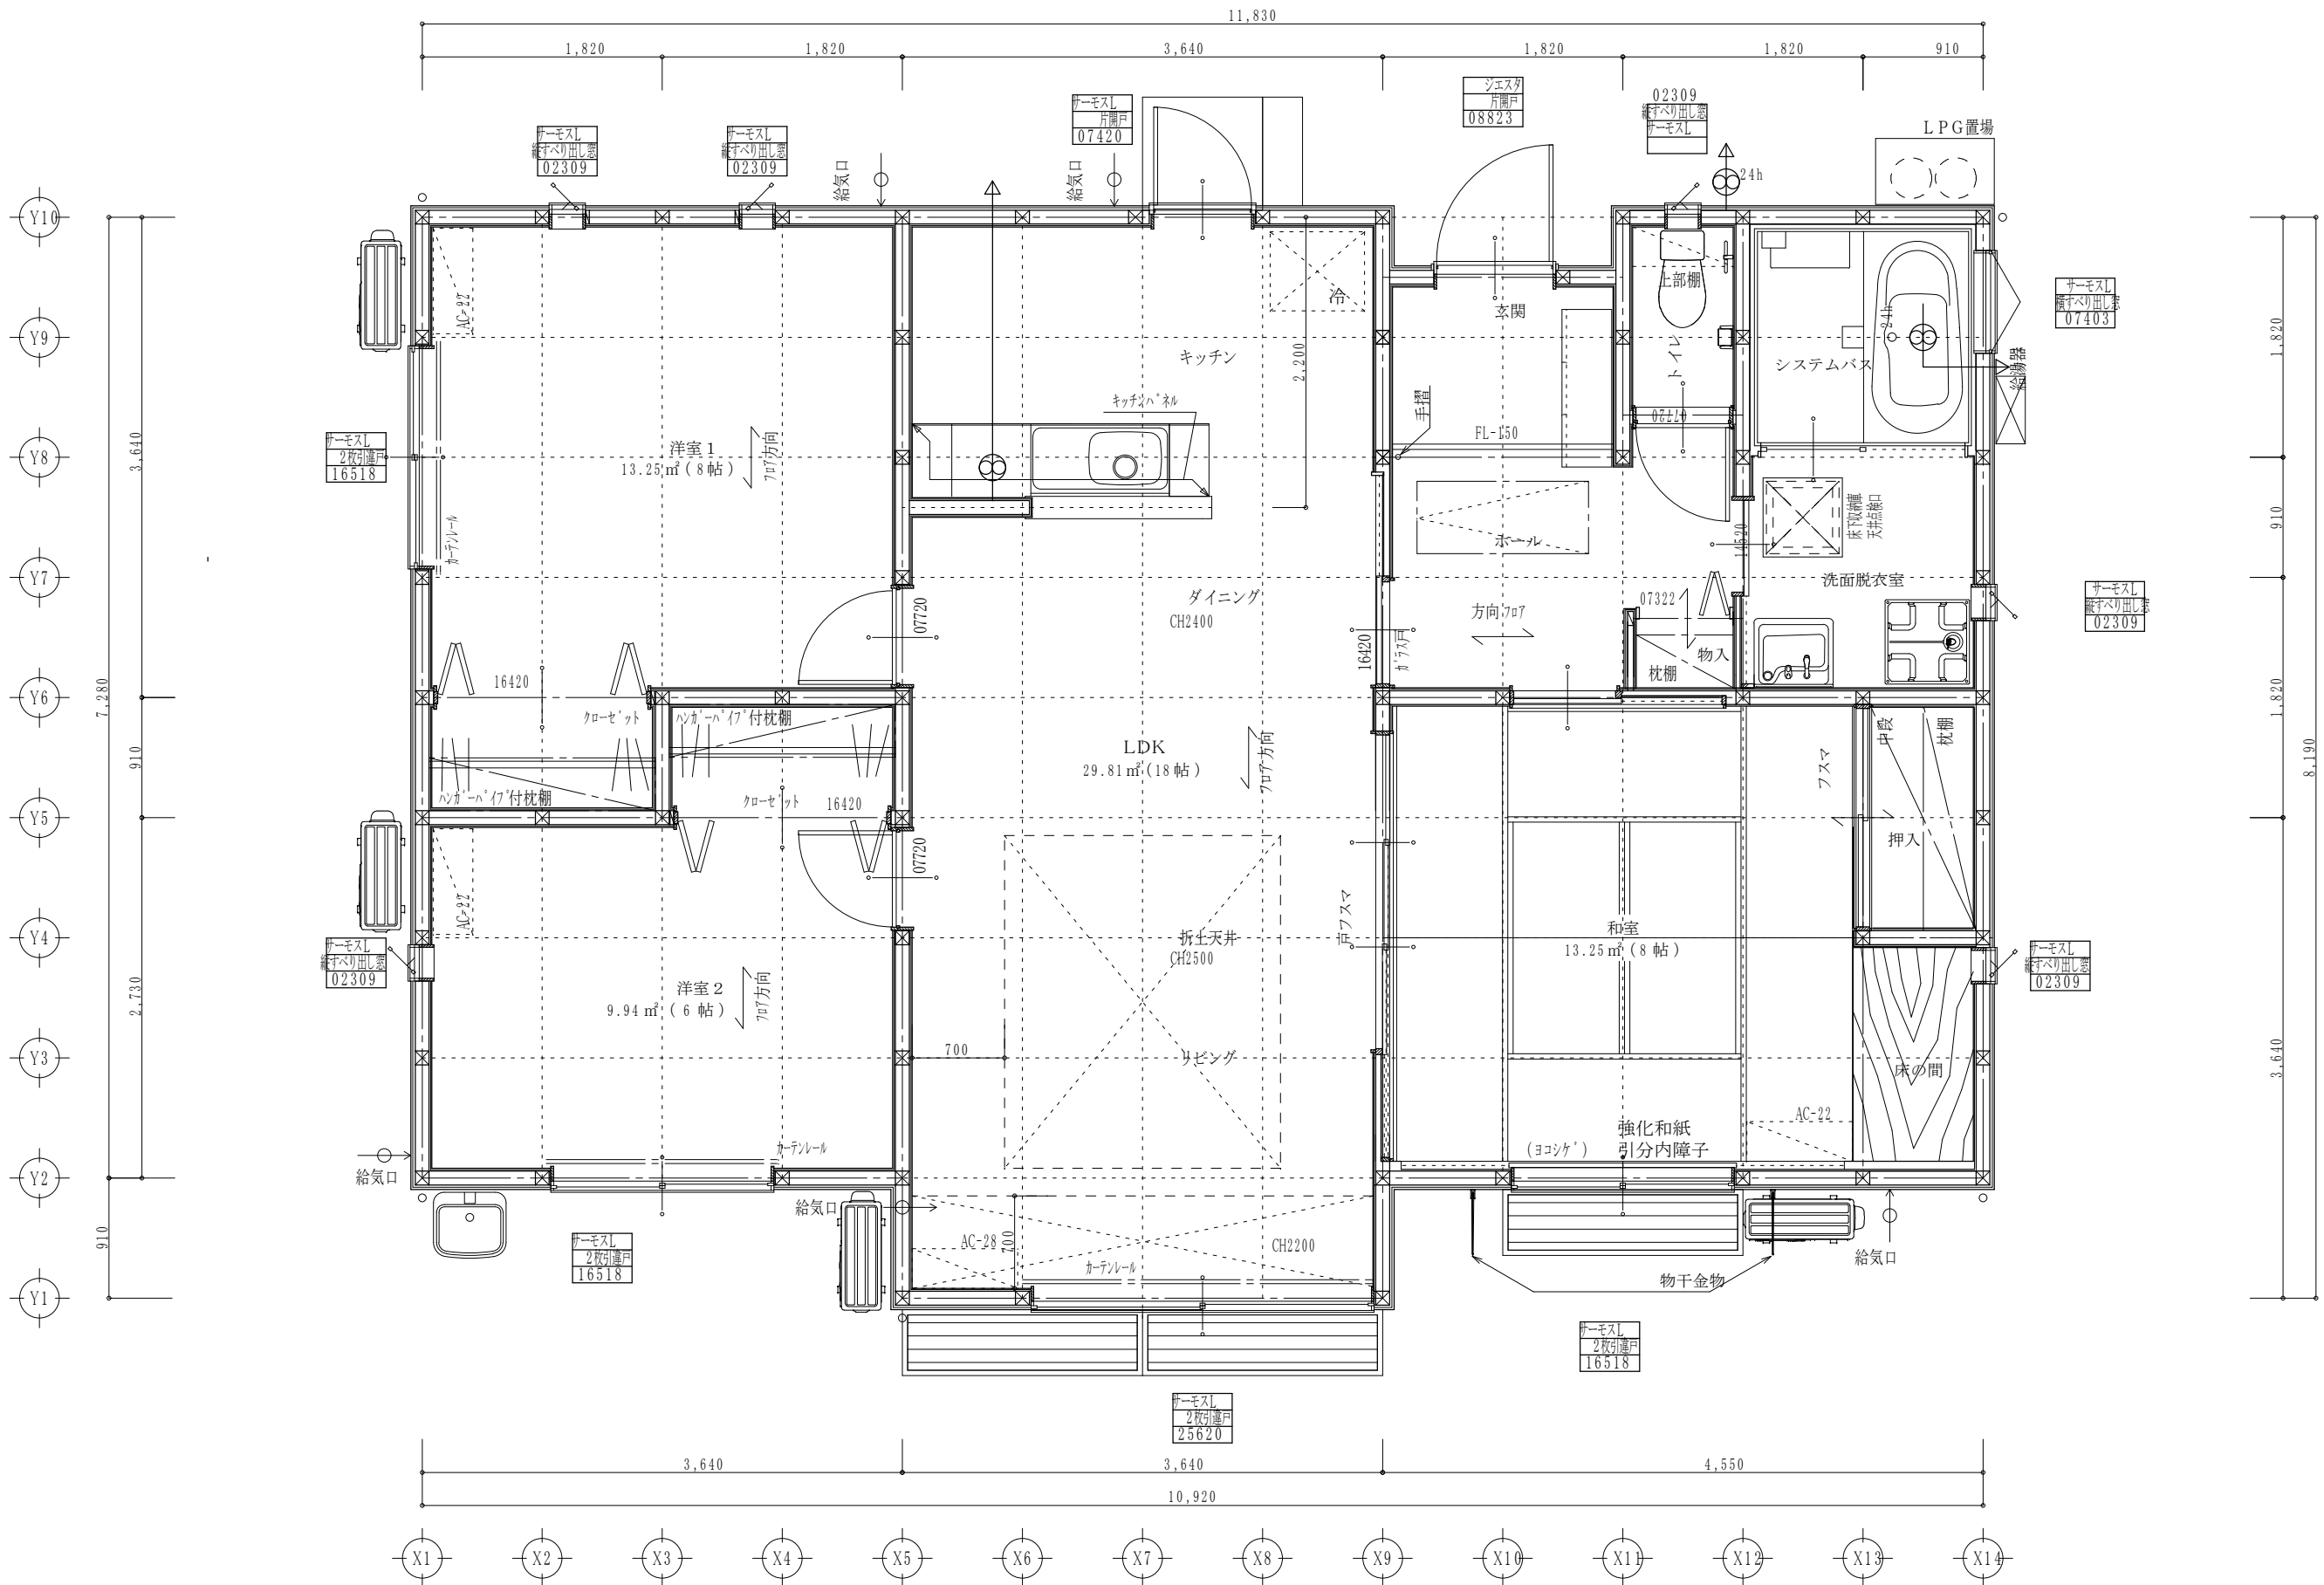 11,830
1,820
1,820
3,640
1,820
1,820
910
サーモスL
縦すべり出し窓
02309
サーモスL
縦すべり出し窓
02309
サーモスL
片開戸
07420
ジエスタ
片開戸
08823
02309
縦すべり出し窓
サーモスL
LPG置場
給気口
給気口
24h
Y10
Y9
Y8
Y7
Y6
Y5
Y4
Y3
Y2
Y1
7,280
3,640
910
2,730
910
1,820
910
1,820
3,640
8,190
AC-22
冷
キッチン
2,200
キッチンパネル
玄関
手摺
FL-150
上部棚
トイレ
07720
24h
システムバス
給湯器
サーモスL
横すべり出し窓
07403
サーモスL
2枚引違戸
16518
洋室1
13.25㎡(8帖)
フロア方向
カーテンレール
ホール
14520
床下収納庫
天井点検口
洗面脱衣室
サーモスL
縦すべり出し窓
02309
ダイニング
CH2400
07720
方向フロア
07322
物入
枕棚
16420
ガラス戸
16420
クローゼット
ハンガーパイプ付枕棚
ハンガーパイプ付枕棚
クローゼット
16420
07720
LDK
29.81㎡(18帖)
フロア方向
フスマ
中段
枕棚
押入
AC-22
戸フスマ
折上天井
CH2500
和室
13.25㎡(8帖)
サーモスL
縦すべり出し窓
02309
サーモスL
縦すべり出し窓
02309
洋室2
9.94㎡(6帖)
フロア方向
700
リビング
床の間
AC-22
強化和紙
(ヨコシゲ)
引分内障子
カーテンレール
給気口
給気口
AC-28
700
CH2200
カーテンレール
物干金物
給気口
サーモスL
2枚引違戸
16518
サーモスL
2枚引違戸
16518
サーモスL
2枚引違戸
25620
3,640
3,640
4,550
10,920
X1
X2
X3
X4
X5
X6
X7
X8
X9
X10
X11
X12
X13
X14